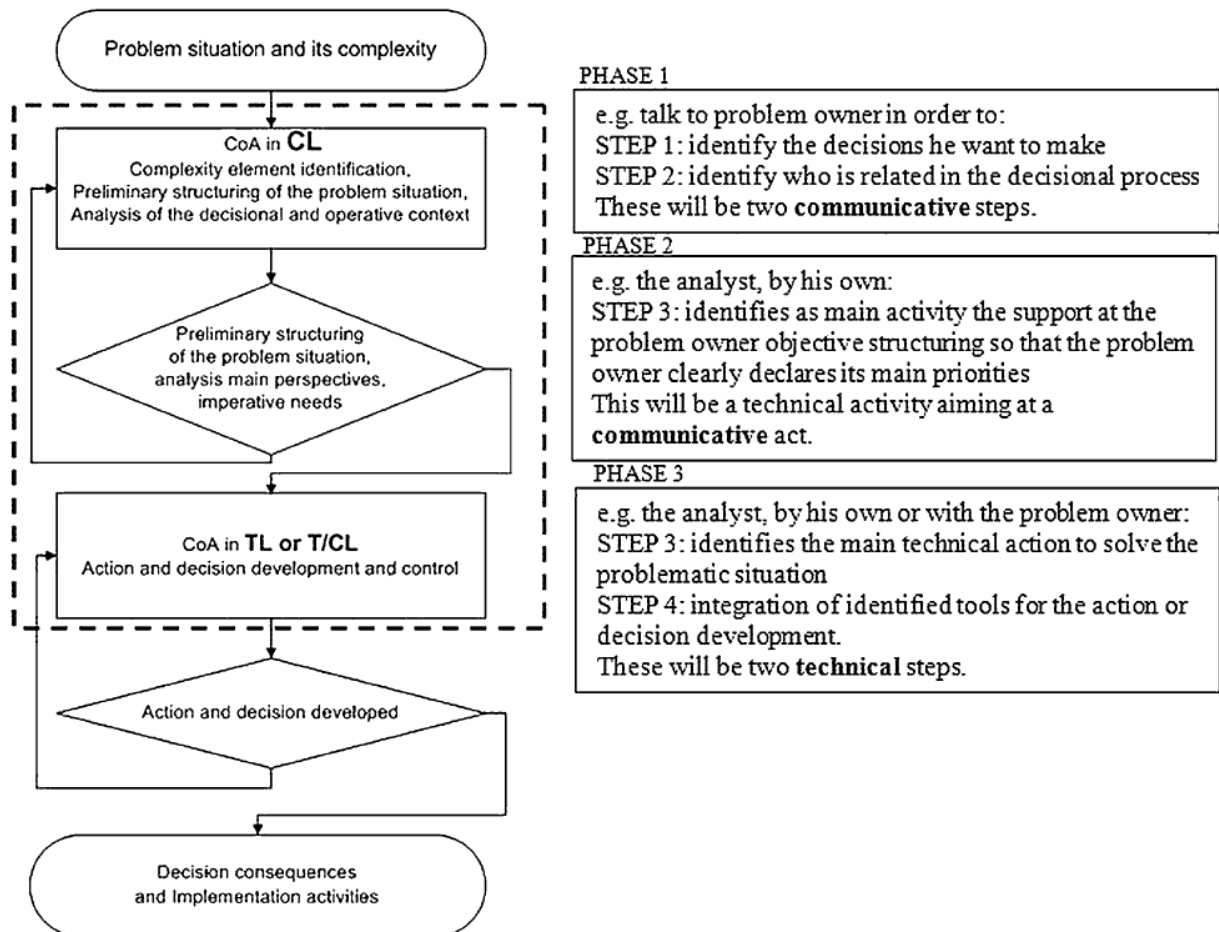 Problem situation and its complexity
CoA in CL
Complexity element identification,
Preliminary structuring of the problem situation,
Analysis of the decisional and operative context
Preliminary structuring
of the problem situation,
analysis main perspectives,
imperative needs
CoA in TL or T/CL
Action and decision development and control
Action and decision developed
Decision consequences
and Implementation activities
PHASE 1
e.g. talk to problem owner in order to:
STEP 1: identify the decisions he want to make
STEP 2: identify who is related in the decisional process
These will be two communicative steps.
PHASE 2
e.g. the analyst, by his own:
STEP 3: identifies as main activity the support at the
problem owner objective structuring so that the problem
owner clearly declares its main priorities
This will be a technical activity aiming at a
communicative act.
PHASE 3
e.g. the analyst, by his own or with the problem owner:
STEP 3: identifies the main technical action to solve the
problematic situation
STEP 4: integration of identified tools for the action or
decision development.
These will be two technical steps.